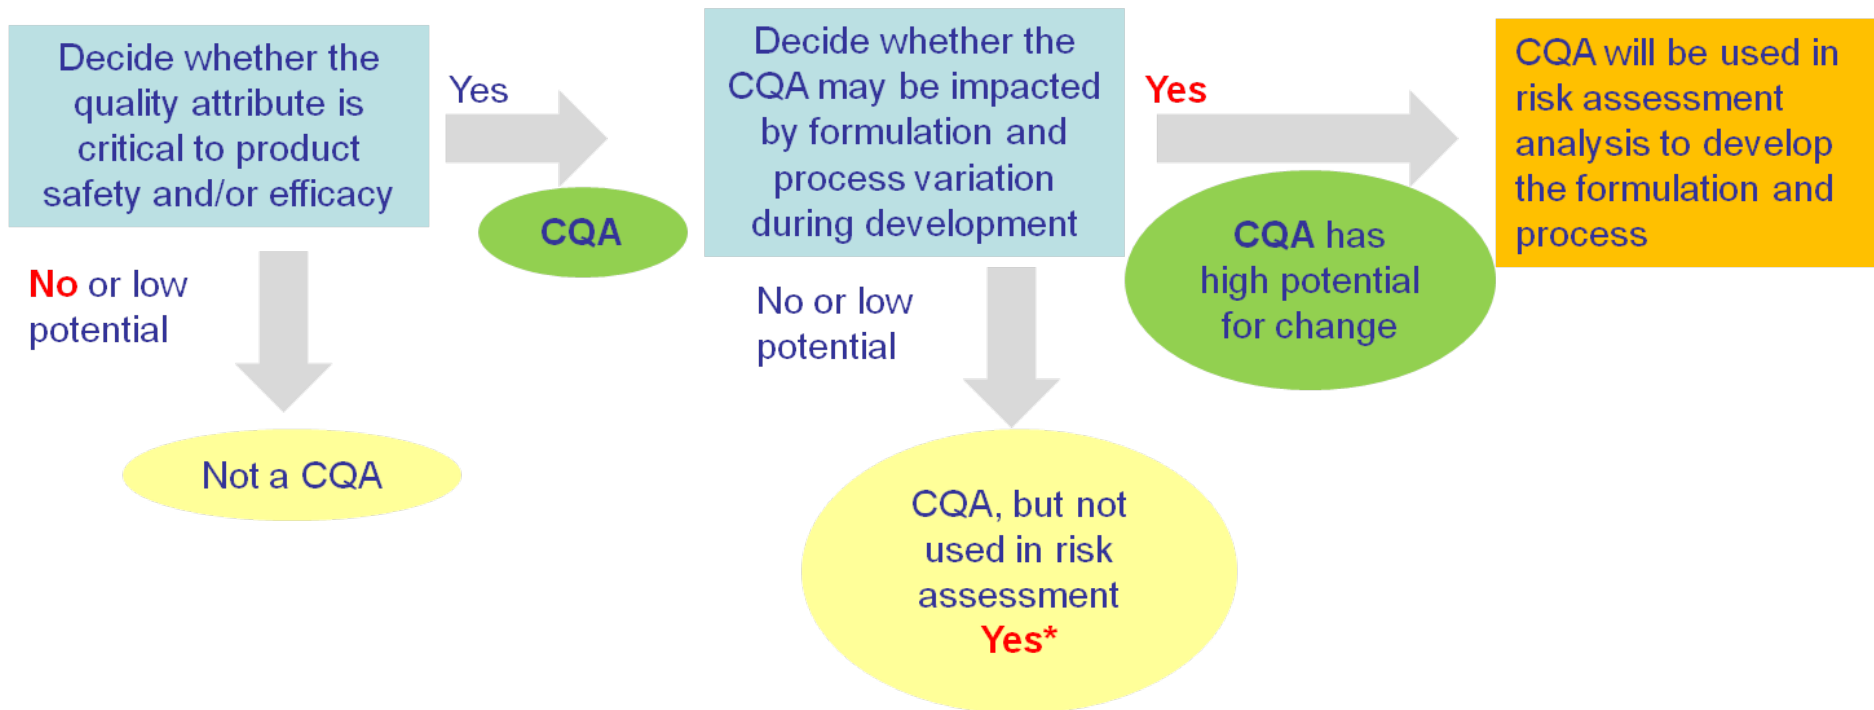 Decide whether the
quality attribute is
critical to product
safety and/or efficacy
Yes
CQA
No or low
potential
Not a CQA
Decide whether the
CQA may be impacted
by formulation and
process variation
during development
Yes
CQA has
high potential
for change
No or low
potential
CQA, but not
used in risk
assessment
Yes*
CQA will be used in
risk assessment
analysis to develop
the formulation and
process